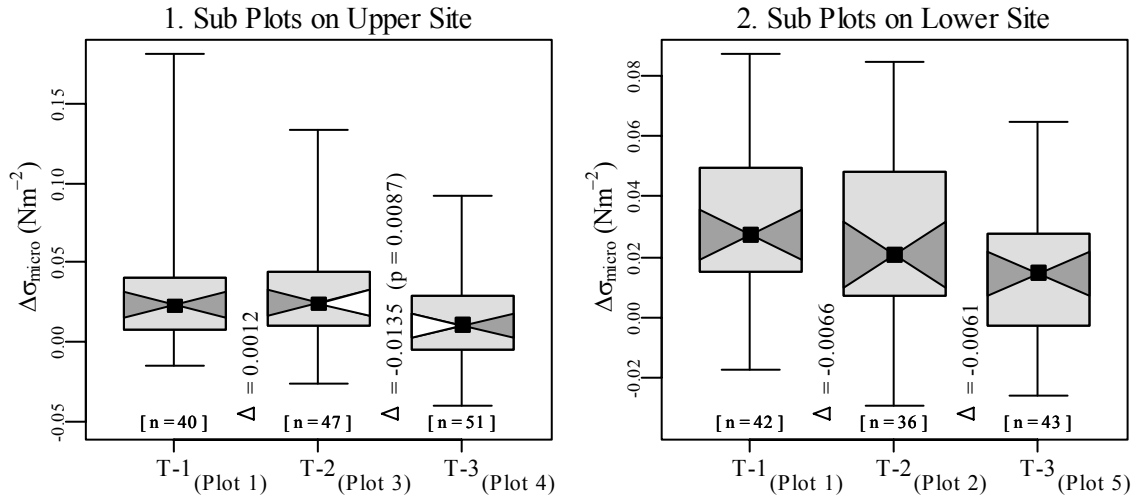 1. Sub Plots on Upper Site
Δσmicro (Nm−2)
0.15
0.10
0.05
0.00
-0.05
Δ = 0.0012
Δ = -0.0135 (p = 0.0087)
[ n = 40 ]
[ n = 47 ]
[ n = 51 ]
T-1 (Plot 1)
T-2 (Plot 3)
T-3 (Plot 4)
2. Sub Plots on Lower Site
Δσmicro (Nm−2)
0.08
0.06
0.04
0.02
0.00
-0.02
Δ = -0.0066
Δ = -0.0061
[ n = 42 ]
[ n = 36 ]
[ n = 43 ]
T-1 (Plot 1)
T-2 (Plot 2)
T-3 (Plot 5)